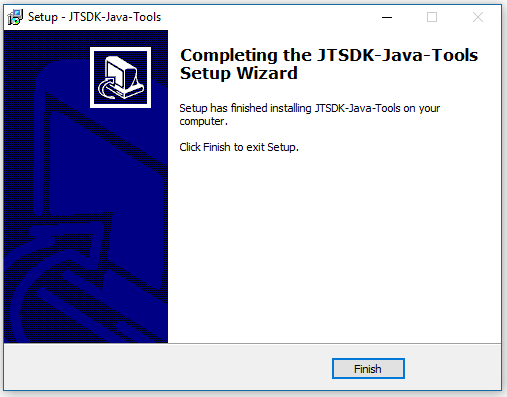 Setup - JTSDK-Java-Tools
Completing the JTSDK-Java-Tools
Setup Wizard
Setup has finished installing JTSDK-Java-Tools on your
computer.
Click Finish to exit Setup.
Finish